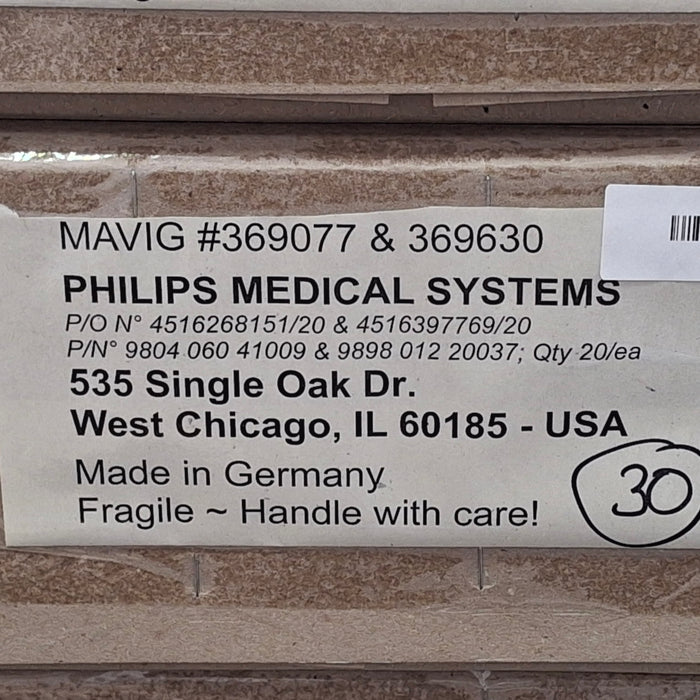 MAVIG #369077 & 369630
PHILIPS MEDICAL SYSTEMS
P/O N° 4516268151/20 & 4516397769/20
P/N° 9804 060 41009 & 9898 012 20037; Qty 20/ea
535 Single Oak Dr.
West Chicago, IL 60185 - USA
Made in Germany
Fragile ~ Handle with care!
30